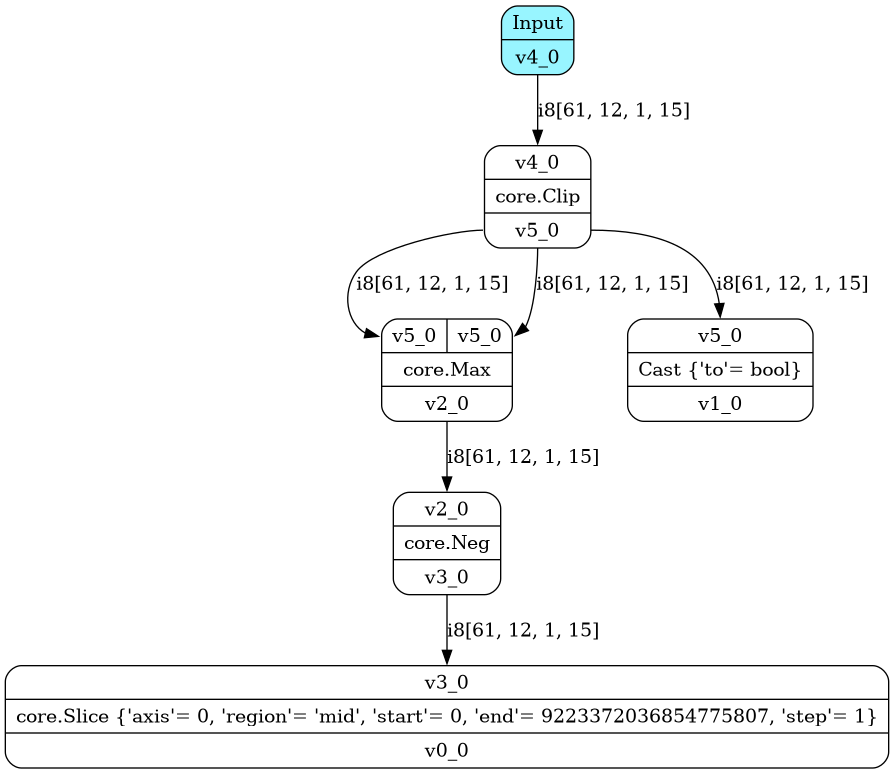 Input
v4_0
i8[61, 12, 1, 15]
v4_0
core.Clip
v5_0
i8[61, 12, 1, 15] i8[61, 12, 1, 15] i8[61, 12, 1, 15]
v5_0 v5_0
core.Max
v2_0
v5_0
Cast {'to'= bool}
v1_0
i8[61, 12, 1, 15]
v2_0
core.Neg
v3_0
i8[61, 12, 1, 15]
v3_0
core.Slice {'axis'= 0, 'region'= 'mid', 'start'= 0, 'end'= 9223372036854775807, 'step'= 1}
v0_0